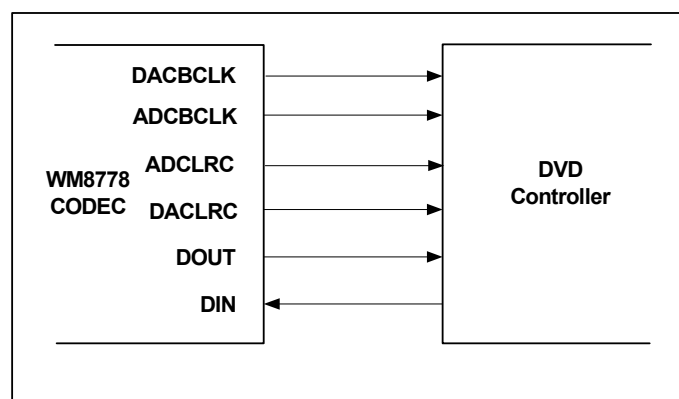 DACBCLK
ADCBCLK
ADCLRC
WM8778
CODEC
DACLRC
DOUT
DIN
DVD
Controller